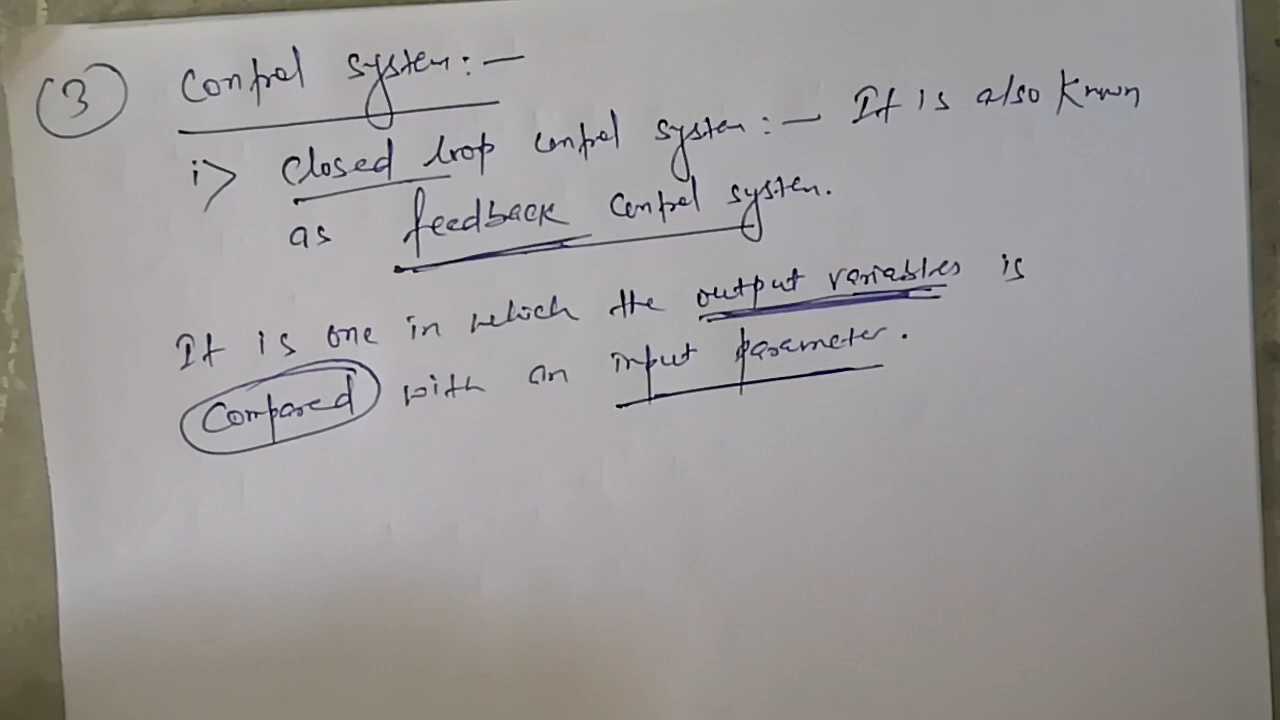 (3) Control system: -
i> Closed loop control system: - It is also known
as feedback control system.
It is one in which the output variables is
Compared with an input parameter.